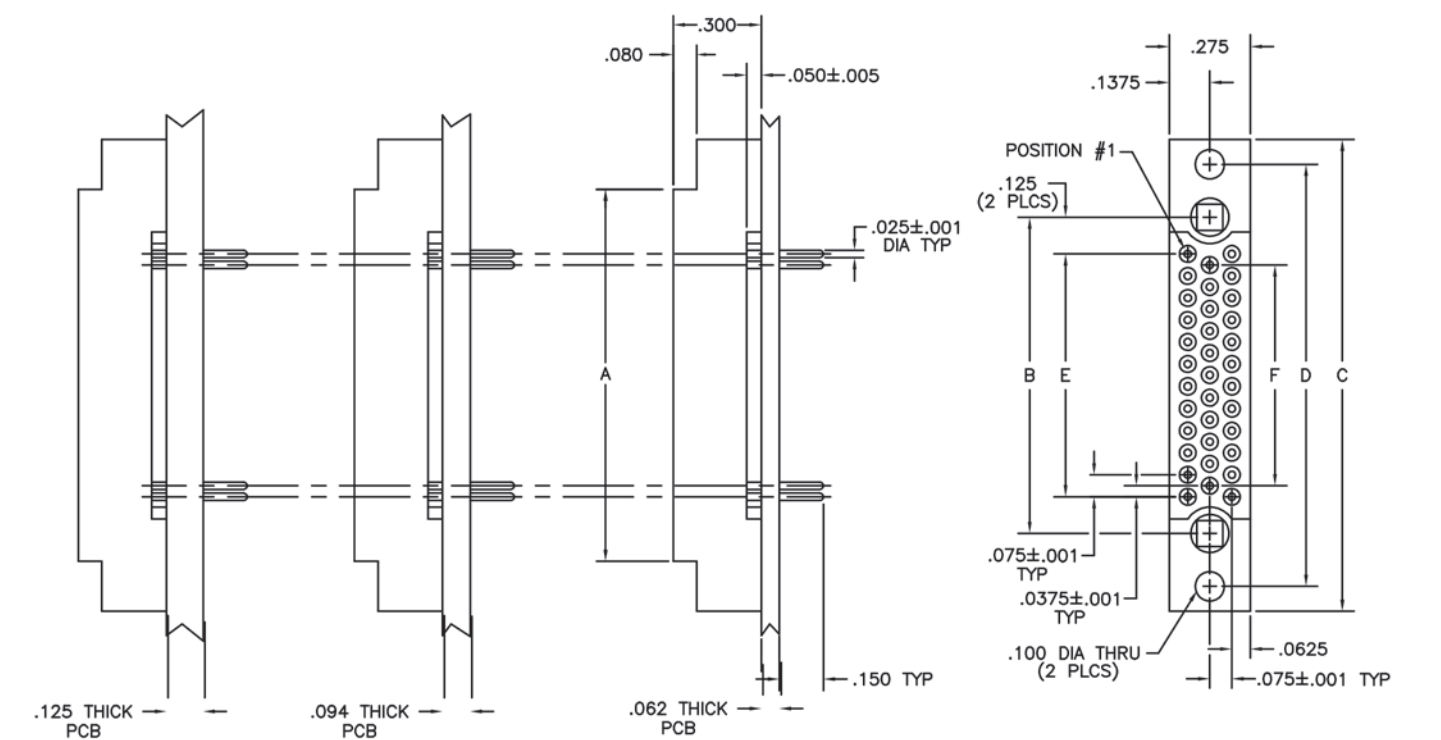 .300
.080
.050±.005
.275
.1375
POSITION #1
.125
(2 PLCS)
.025±.001
DIA TYP
A
B
E
F
D
C
.075±.001
TYP
.0375±.001
TYP
.100 DIA THRU
(2 PLCS)
.0625
.075±.001 TYP
.150 TYP
.125 THICK
PCB
.094 THICK
PCB
.062 THICK
PCB